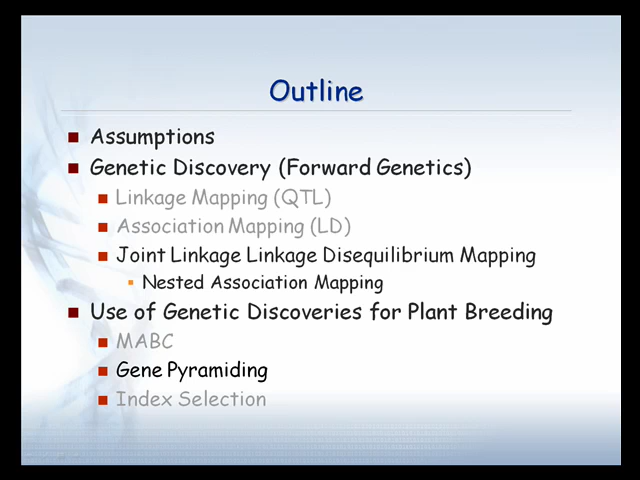 Outline
Assumptions
Genetic Discovery (Forward Genetics)
Linkage Mapping (QTL)
Association Mapping (LD)
Joint Linkage Linkage Disequilibrium Mapping
Nested Association Mapping
Use of Genetic Discoveries for Plant Breeding
MABC
Gene Pyramiding
Index Selection